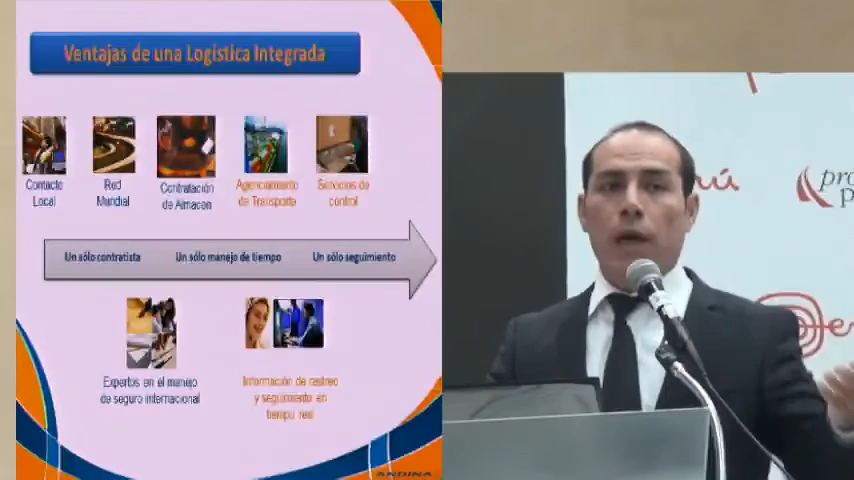 Ventajas de una Logística Integrada
Contacto
Local
Red
Mundial
Contratación
de Almacen
Agenciamiento
de Transporte
Servicios de
control
Un sólo contratista
Un sólo manejo de tiempo
Un sólo seguimiento
Expertos en el manejo
de seguro internacional
Información de rastreo
y seguimiento en
tiempo real
ANDINA